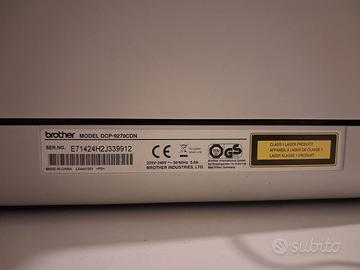 brother MODEL DCP-9270CDN
SER.NO. E71424H2J339912
MADE IN CHINA
220V-240V ~ 50/60Hz 5.0A
BROTHER INDUSTRIES, LTD.
CLASS 1 LASER PRODUCT
APPAREIL À LASER DE CLASSE 1
LASER KLASSE 1 PRODUKT
subito